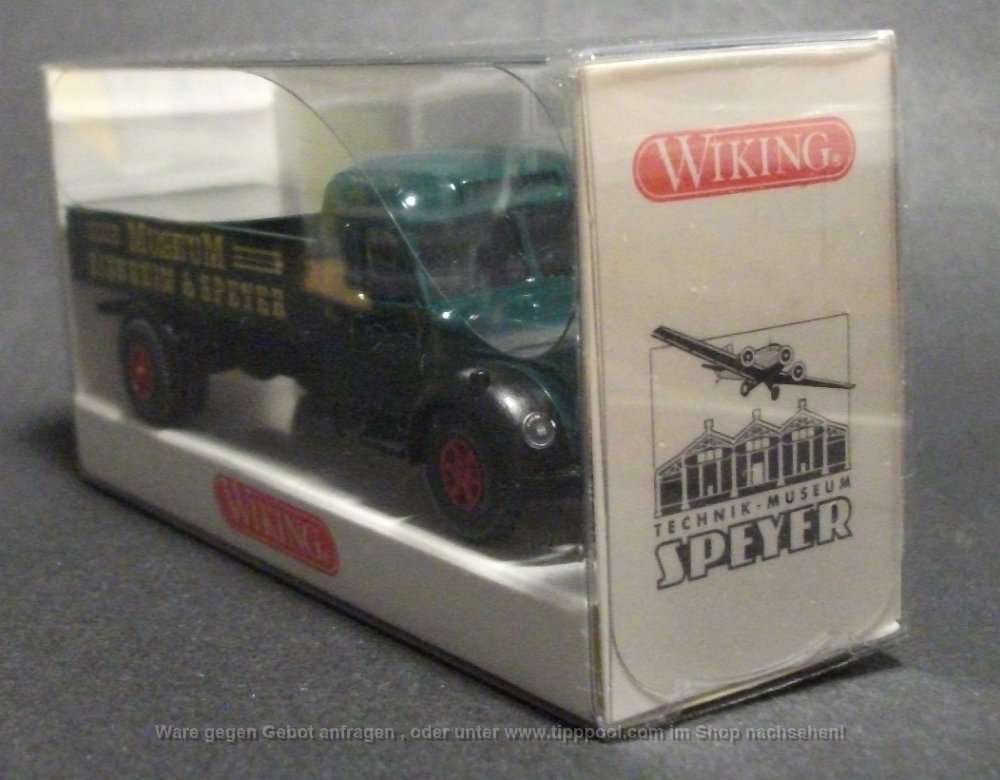 WIKING®
MUSEUM
SINSHEIM & SPEYER
TECHNIK-MUSEUM
SPEYER
WIKING®
Ware gegen Gebot anfragen , oder unter www.tipppool.com im Shop nachsehen!